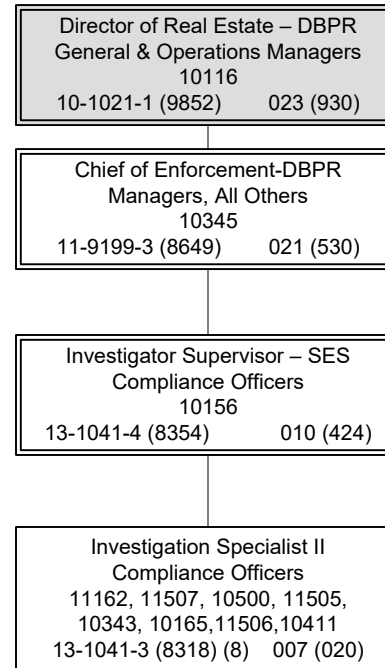 Director of Real Estate – DBPR
General & Operations Managers
10116
10-1021-1 (9852) 023 (930)
Chief of Enforcement-DBPR
Managers, All Others
10345
11-9199-3 (8649) 021 (530)
Investigator Supervisor – SES
Compliance Officers
10156
13-1041-4 (8354) 010 (424)
Investigation Specialist II
Compliance Officers
11162, 11507, 10500, 11505,
10343, 10165,11506,10411
13-1041-3 (8318) (8) 007 (020)